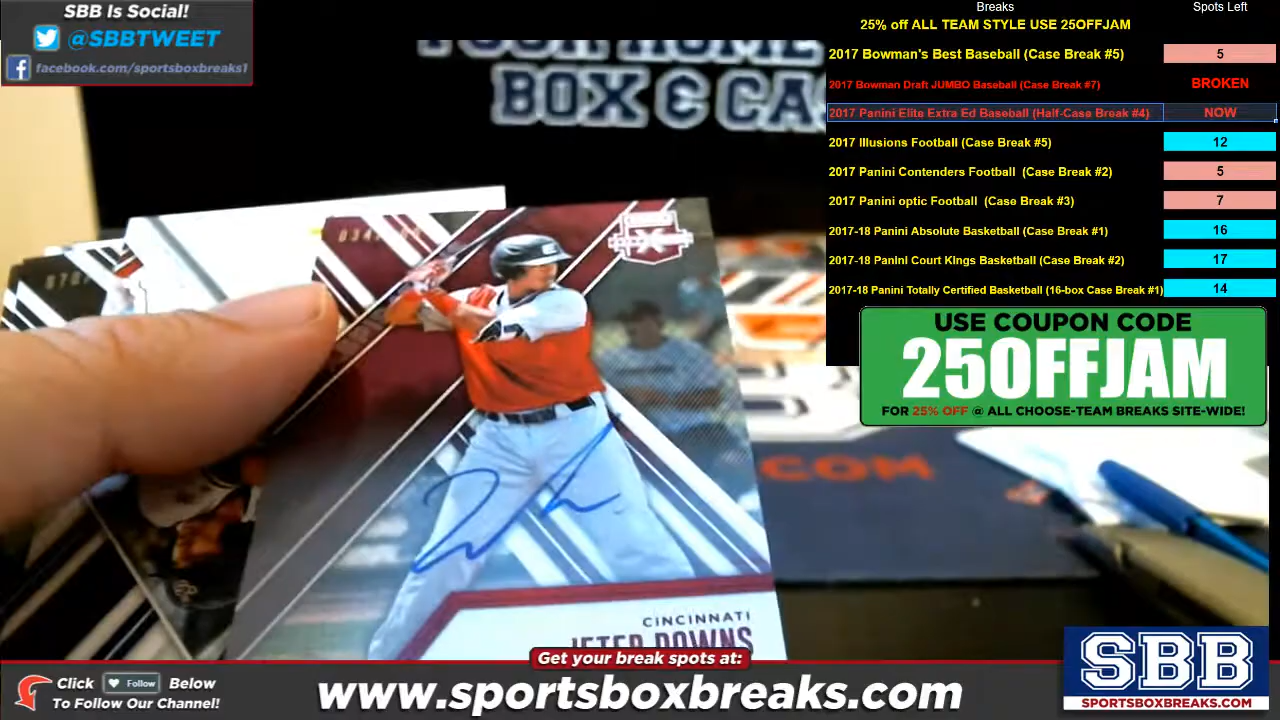 SBB Is Social!
@SBBTWEET
facebook.com/sportsboxbreaks1
Breaks Spots Left
25% off ALL TEAM STYLE USE 25OFFJAM
2017 Bowman's Best Baseball (Case Break #5) 5
2017 Bowman Draft JUMBO Baseball (Case Break #7) BROKEN
2017 Panini Elite Extra Ed Baseball (Half-Case Break #4) NOW
2017 Illusions Football (Case Break #5) 12
2017 Panini Contenders Football (Case Break #2) 5
2017 Panini optic Football (Case Break #3) 7
2017-18 Panini Absolute Basketball (Case Break #1) 16
2017-18 Panini Court Kings Basketball (Case Break #2) 17
2017-18 Panini Totally Certified Basketball (16-box Case Break #1) 14
USE COUPON CODE
25OFFJAM
FOR 25% OFF @ ALL CHOOSE-TEAM BREAKS SITE-WIDE!
YOUR HOME
BOX & CA
.COM
CINCINNATI
JETER DOWNS
Get your break spots at:
Click Follow Below
To Follow Our Channel!
www.sportsboxbreaks.com
SBB
SPORTSBOXBREAKS.COM